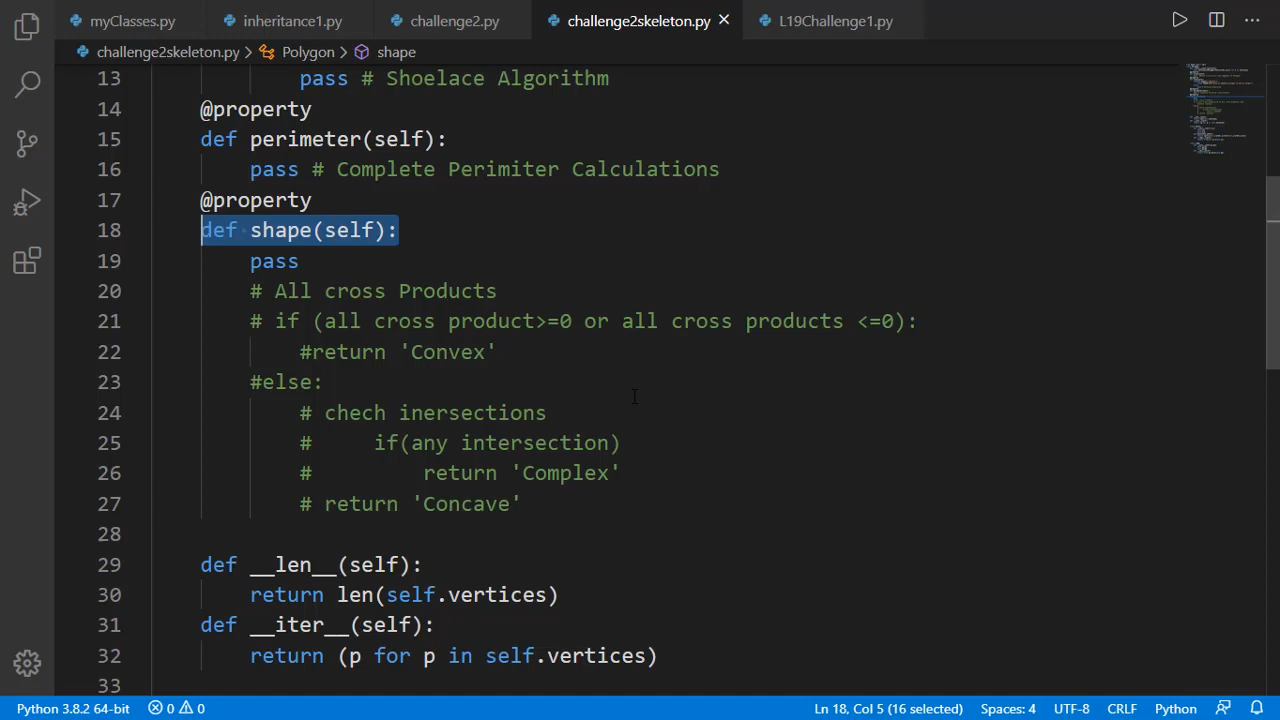 myClasses.py inheritance1.py challenge2.py challenge2skeleton.py L19Challenge1.py
challenge2skeleton.py Polygon shape
13 pass # Shoelace Algorithm
14 @property
15 def perimeter(self):
16 pass # Complete Perimiter Calculations
17 @property
18 def shape(self):
19 pass
20 # All cross Products
21 # if (all cross product>=0 or all cross products <=0):
22 #return 'Convex'
23 #else:
24 # chech inersections
25 # if(any intersection)
26 # return 'Complex'
27 # return 'Concave'
28
29 def __len__(self):
30 return len(self.vertices)
31 def __iter__(self):
32 return (p for p in self.vertices)
33
Python 3.8.2 64-bit 0 0 Ln 18, Col 5 (16 selected) Spaces: 4 UTF-8 CRLF Python